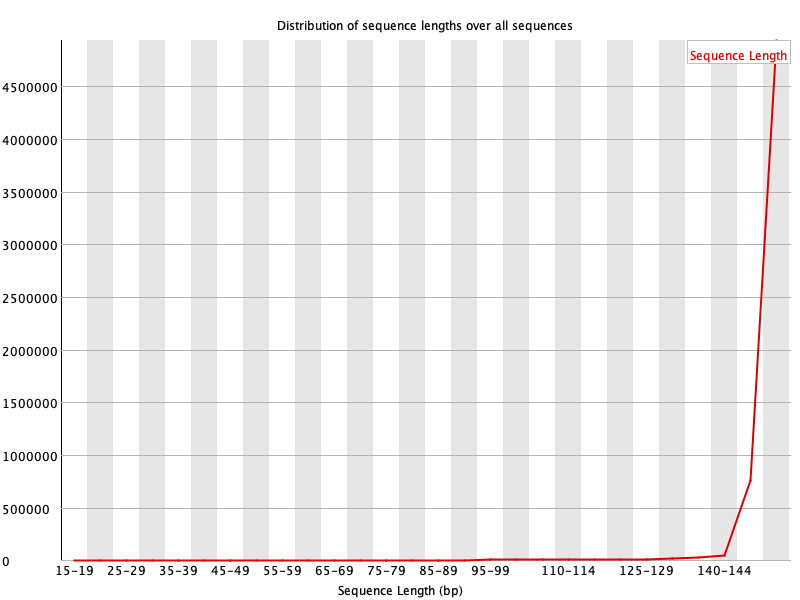 Distribution of sequence lengths over all sequences
Sequence Length
4500000
4000000
3500000
3000000
2500000
2000000
1500000
1000000
500000
0
15-19 25-29 35-39 45-49 55-59 65-69 75-79 85-89 95-99 110-114 125-129 140-144
Sequence Length (bp)